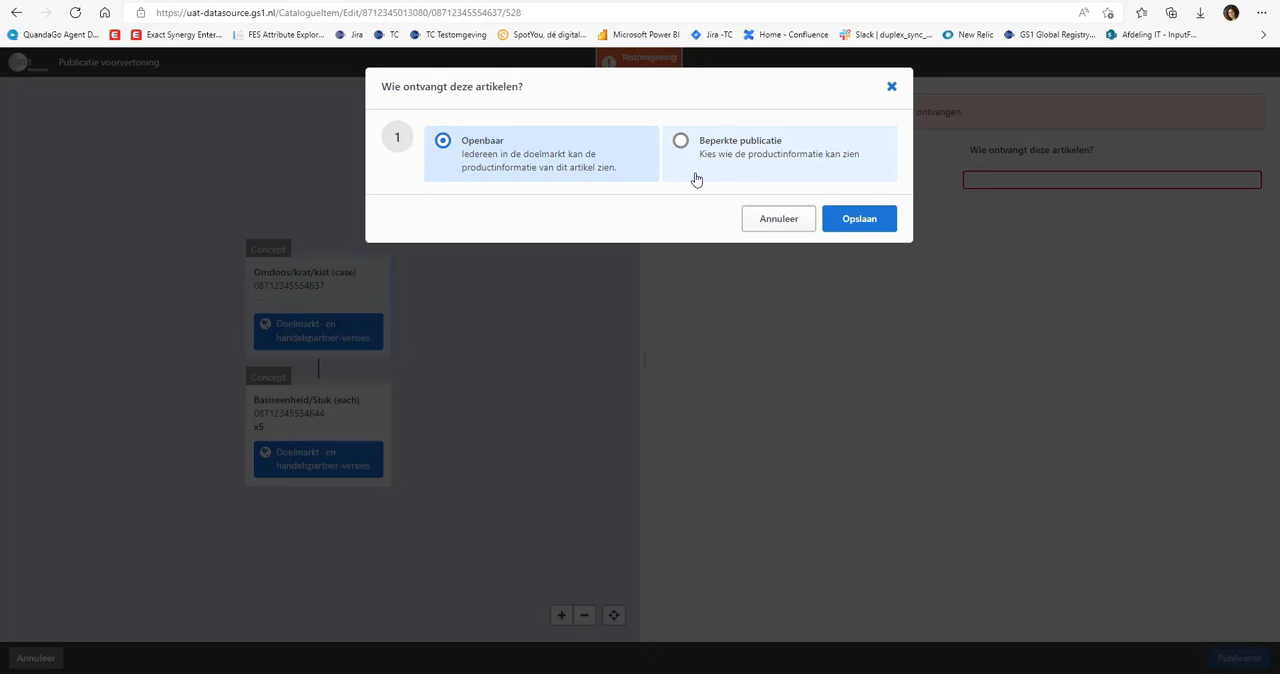 https://uat-datasource.gs1.nl/CatalogueItem/Edit/8712345013080/08712345554637/528
QuandaGo Agent D... Exact Synergy Enter... FES Attribute Explor... Jira TC TC Testomgeving SpotYou, dé digital... Microsoft Power BI Jira -TC Home - Confluence Slack | duplex_sync_... New Relic GS1 Global Registry... Afdeling IT - InputF...
Publicatie voorvertoning
Testomgeving
Wie ontvangt deze artikelen?
1
Openbaar
Iedereen in de doelmarkt kan de
productinformatie van dit artikel zien.
Beperkte publicatie
Kies wie de productinformatie kan zien
Annuleer
Opslaan
ontvangen.
Wie ontvangt deze artikelen?
Concept
Omdoos/krat/kist (case)
08712345554637
Doelmarkt- en
handelspartner-versies
Concept
Basiseenheid/Stuk (each)
08712345554644
x5
Doelmarkt- en
handelspartner-versies
Annuleer
Publiceren